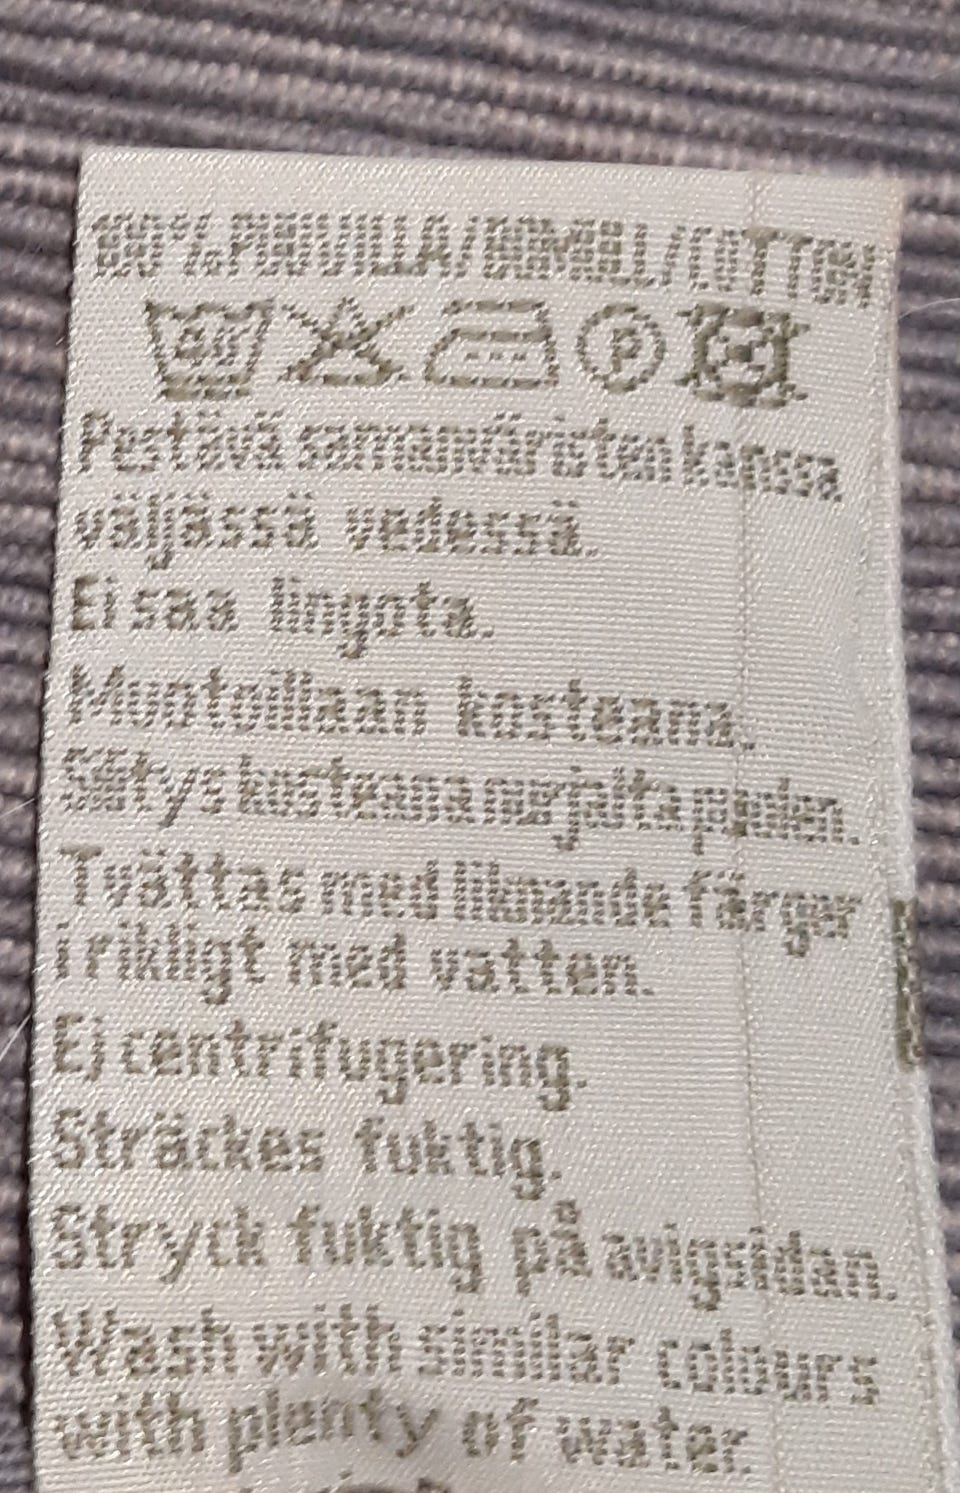 100% PUUVILLA/BOMULL/COTTON
40 P
Pestävä samanväristen kanssa
väljässä vedessä.
Ei saa lingota.
Muotoillaan kosteana.
Silitys kosteana nurjalta puolen.
Tvättas med liknande färger
i rikligt med vatten.
Ej centrifugering.
Sträckes fuktig.
Stryck fuktig på avigsidan.
Wash with similar colours
with plenty of water.